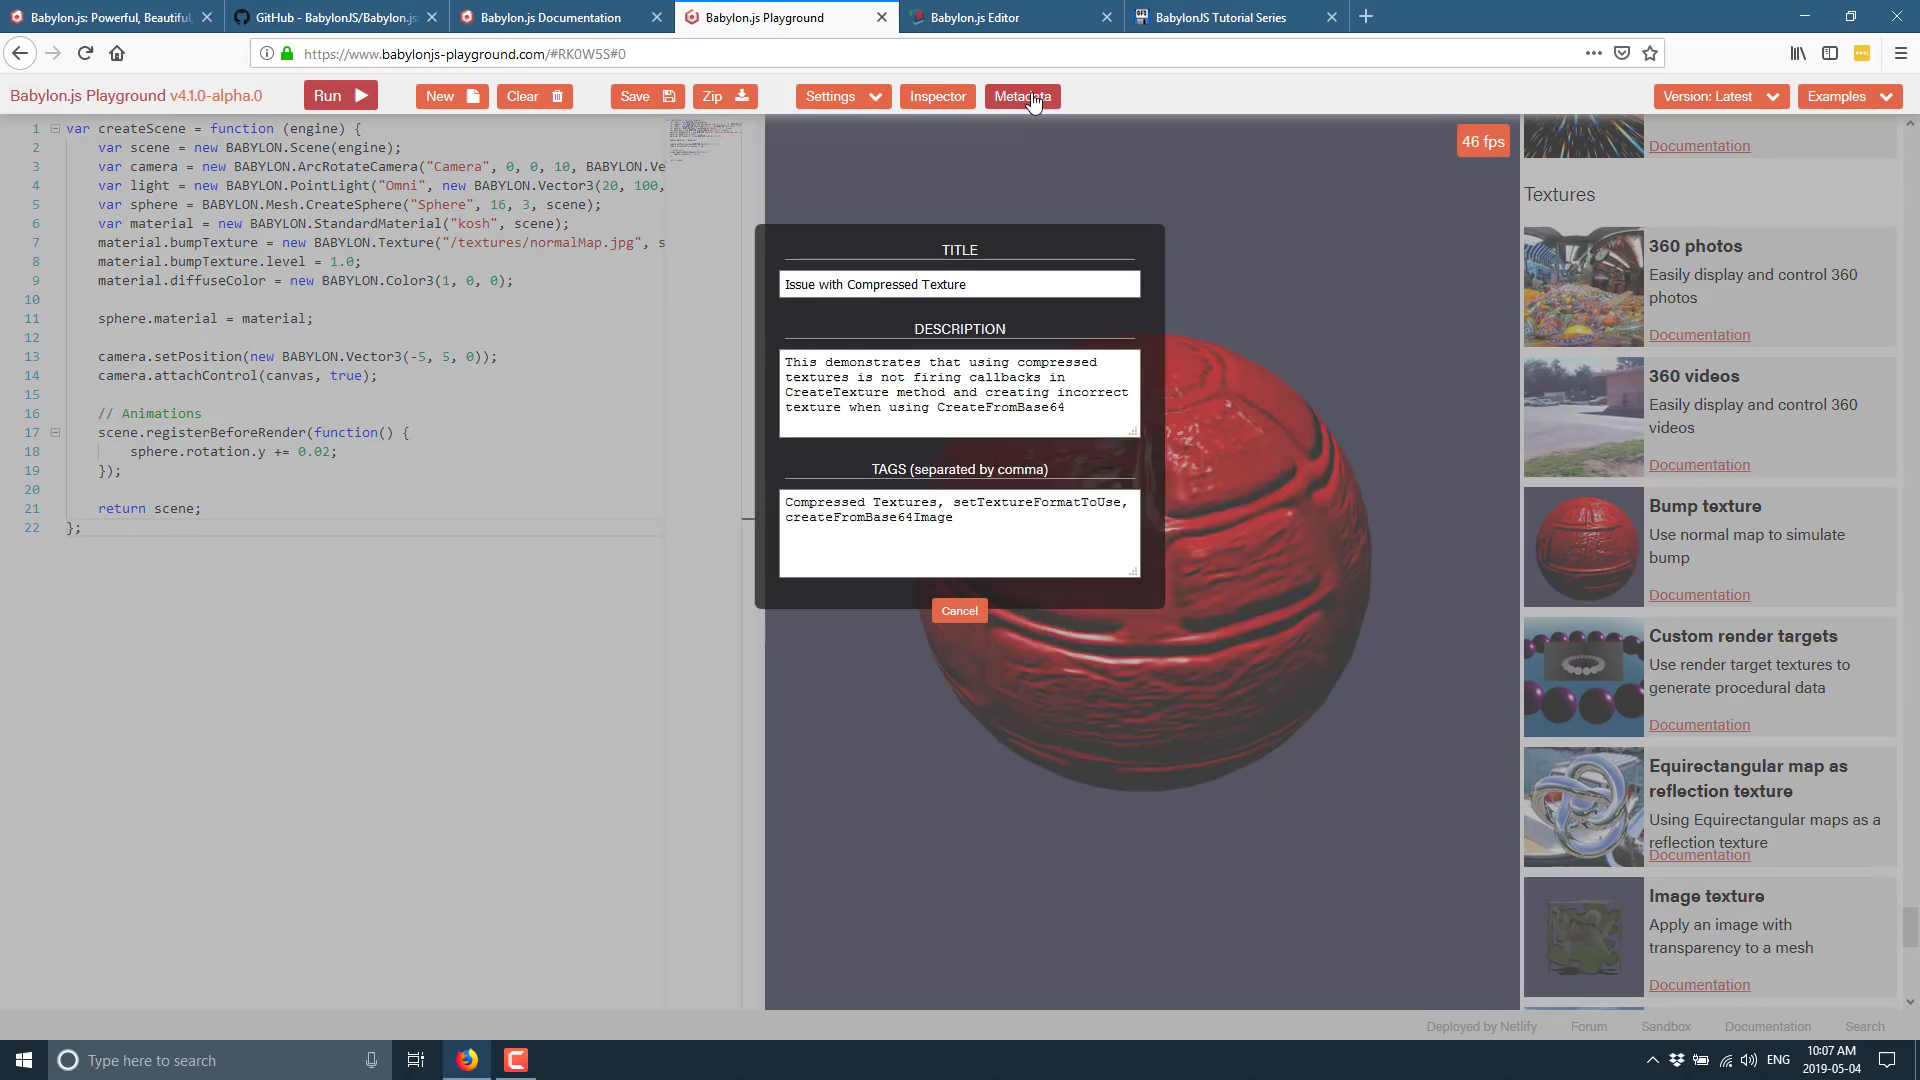 Babylon.js: Powerful, Beautiful,
GitHub - BabylonJS/Babylon.js:
Babylon.js Documentation
Babylon.js Playground
Babylon.js Editor
BabylonJS Tutorial Series
https://www.babylonjs-playground.com/#RK0W5S#0
Babylon.js Playground v4.1.0-alpha.0
Run
New
Clear
Save
Zip
Settings
Inspector
Metadata
Version: Latest
Examples
1 var createScene = function (engine) {
2 var scene = new BABYLON.Scene(engine);
3 var camera = new BABYLON.ArcRotateCamera("Camera", 0, 0, 10, BABYLON.Ve
4 var light = new BABYLON.PointLight("Omni", new BABYLON.Vector3(20, 100,
5 var sphere = BABYLON.Mesh.CreateSphere("Sphere", 16, 3, scene);
6 var material = new BABYLON.StandardMaterial("kosh", scene);
7 material.bumpTexture = new BABYLON.Texture("/textures/normalMap.jpg", s
8 material.bumpTexture.level = 1.0;
9 material.diffuseColor = new BABYLON.Color3(1, 0, 0);
10
11 sphere.material = material;
12
13 camera.setPosition(new BABYLON.Vector3(-5, 5, 0));
14 camera.attachControl(canvas, true);
15
16 // Animations
17 scene.registerBeforeRender(function() {
18 sphere.rotation.y += 0.02;
19 });
20
21 return scene;
22 };
46 fps
TITLE
Issue with Compressed Texture
DESCRIPTION
This demonstrates that using compressed
textures is not firing callbacks in
CreateTexture method and creating incorrect
texture when using CreateFromBase64
TAGS (separated by comma)
Compressed Textures, setTextureFormatToUse,
createFromBase64Image
Cancel
Documentation
Textures
360 photos
Easily display and control 360
photos
Documentation
360 videos
Easily display and control 360
videos
Documentation
Bump texture
Use normal map to simulate
bump
Documentation
Custom render targets
Use render target textures to
generate procedural data
Documentation
Equirectangular map as
reflection texture
Using Equirectangular maps as a
reflection texture
Documentation
Image texture
Apply an image with
transparency to a mesh
Documentation
Deployed by Netlify
Forum
Sandbox
Documentation
Search
Type here to search
ENG
10:07 AM
2019-05-04